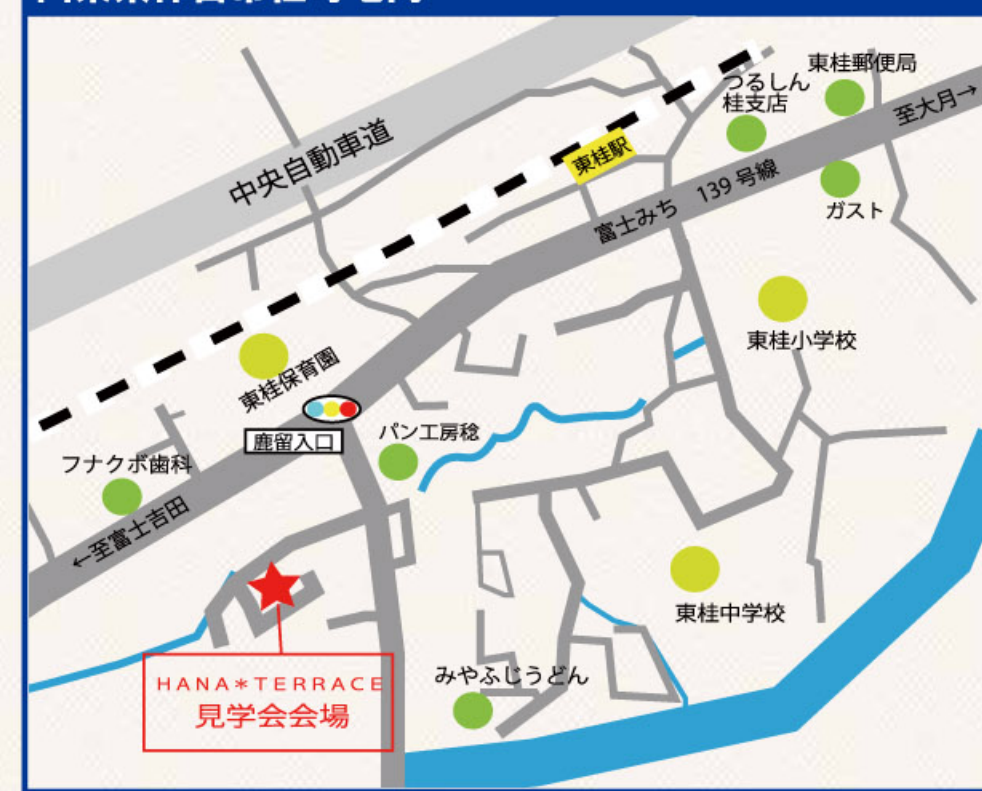 中央自動車道
つるしん
桂支店
東桂郵便局
至大月→
東桂駅
富士みち 139号線
ガスト
東桂小学校
東桂保育園
鹿留入口
パン工房稔
フナクボ歯科
←至富士吉田
東桂中学校
みやふじうどん
HANA*TERRACE
見学会会場